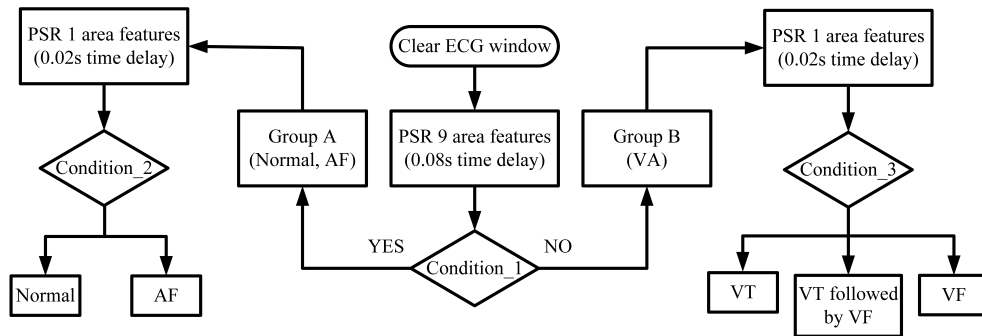 Clear ECG window
PSR 9 area features
(0.08s time delay)
Condition_1
YES
NO
Group A
(Normal, AF)
PSR 1 area features
(0.02s time delay)
Condition_2
Normal
AF
Group B
(VA)
PSR 1 area features
(0.02s time delay)
Condition_3
VT
VT followed
by VF
VF